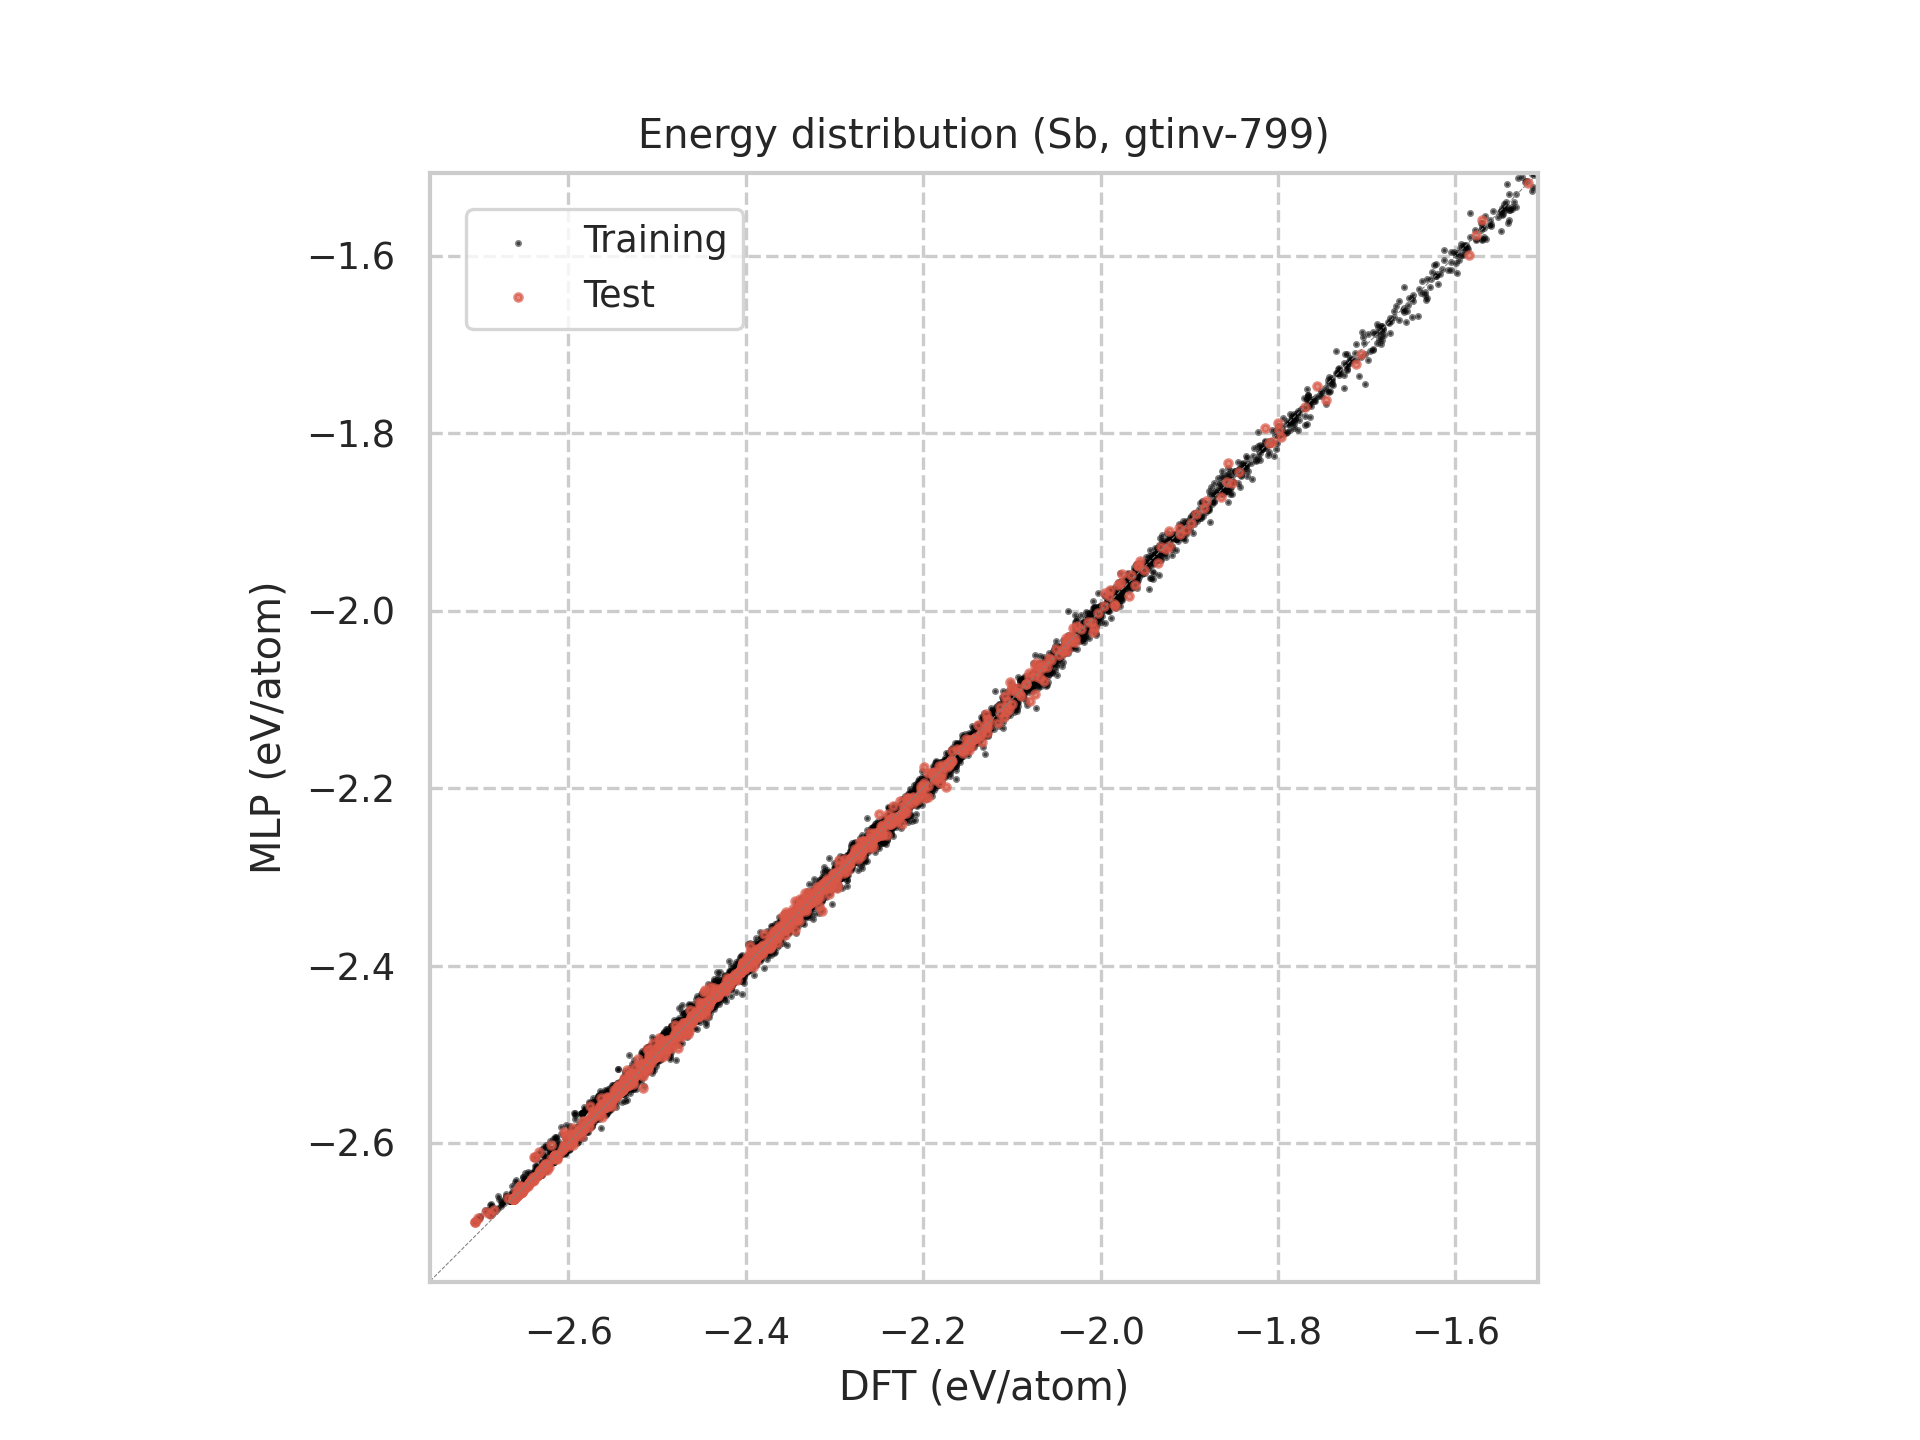 Energy distribution (Sb, gtinv-799)
Training
Test
MLP (eV/atom)
−1.6
−1.8
−2.0
−2.2
−2.4
−2.6
−2.6 −2.4 −2.2 −2.0 −1.8 −1.6
DFT (eV/atom)